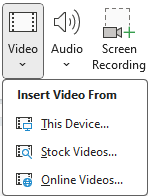 Video
Audio
Screen
Recording
Insert Video From
This Device...
Stock Videos...
Online Videos...